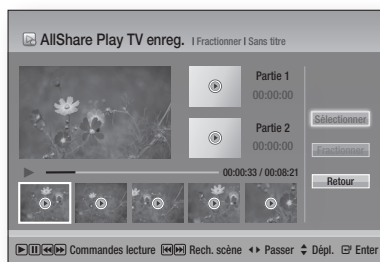 AllShare Play TV enreg. | Fractionner | Sans titre
Partie 1
00:00:00
Sélectionner
Partie 2
00:00:00
Fractionner
Retour
00:00:33 / 00:08:21
Commandes lecture Rech. scène Passer Dépl. Enter